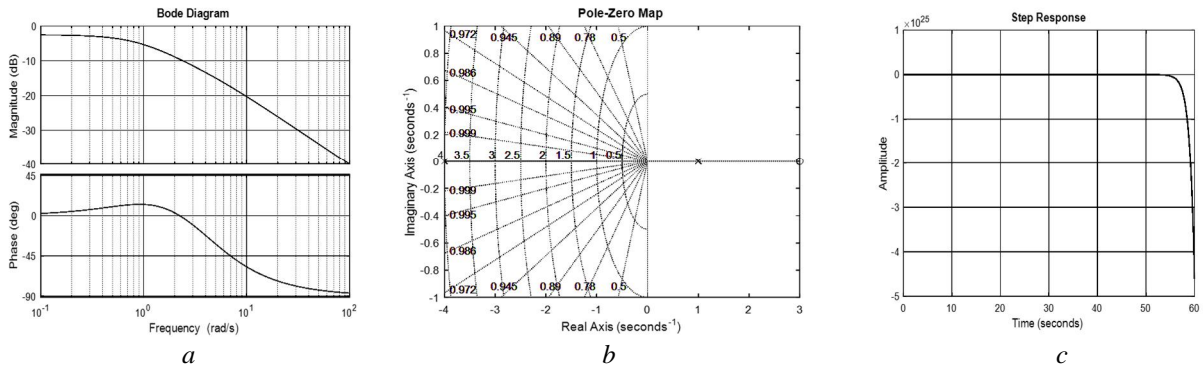 Bode Diagram
0
-10
-20
-30
-40
Magnitude (dB)
45
0
-45
-90
Phase (deg)
10⁻¹ 10⁰ 10¹ 10²
Frequency (rad/s)
a
Pole-Zero Map
1
0.8
0.6
0.4
0.2
0
-0.2
-0.4
-0.6
-0.8
-1
Imaginary Axis (seconds⁻¹)
0.972 0.945 0.89 0.78 0.5
0.986
0.995
0.999
4 3.5 3 2.5 2 1.5 1 0.5
0.999
0.995
0.986
0.972 0.945 0.89 0.78 0.5
-4 -3 -2 -1 0 1 2 3
Real Axis (seconds⁻¹)
b
Step Response
×10²⁵
1
0
-1
-2
-3
-4
-5
Amplitude
0 10 20 30 40 50 60
Time (seconds)
c